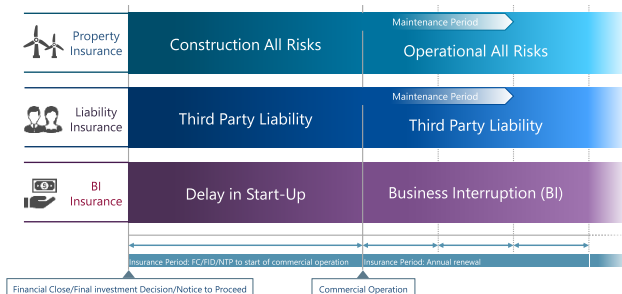 Property
Insurance
Construction All Risks
Maintenance Period
Operational All Risks
Liability
Insurance
Third Party Liability
Maintenance Period
Third Party Liability
BI
Insurance
Delay in Start-Up
Business Interruption (BI)
Insurance Period: FC/FID/NTP to start of commercial operation
Insurance Period: Annual renewal
Financial Close/Final investment Decision/Notice to Proceed
Commercial Operation